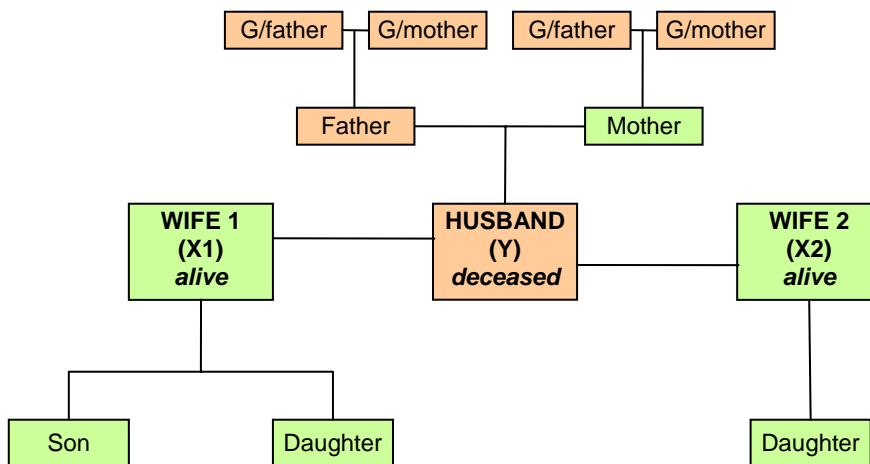 G/father
G/mother
G/father
G/mother
Father
Mother
WIFE 1
(X1)
alive
HUSBAND
(Y)
deceased
WIFE 2
(X2)
alive
Son
Daughter
Daughter